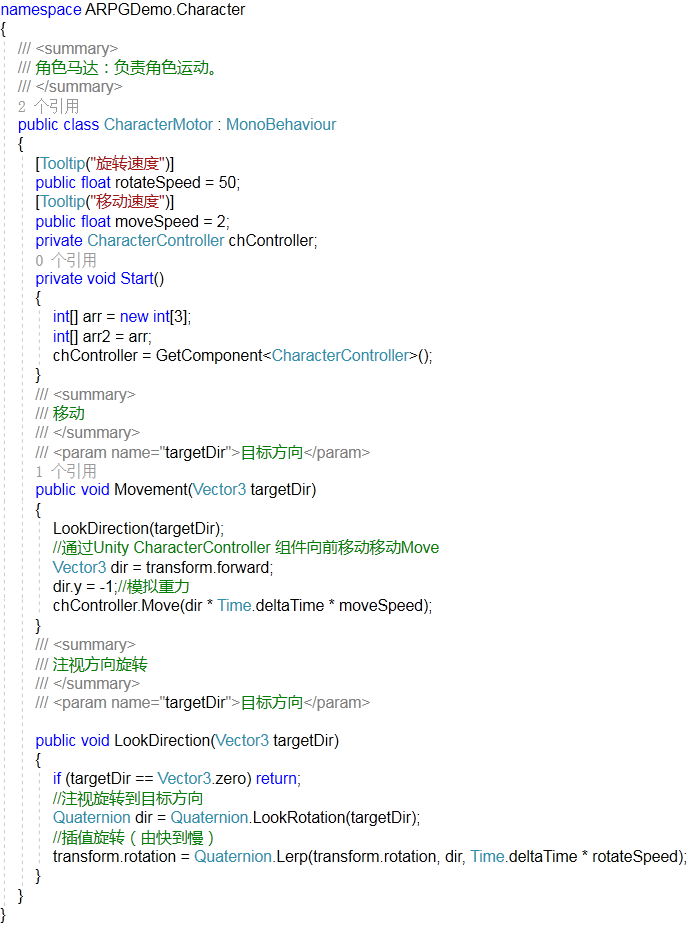 namespace ARPGDemo.Character
{
/// <summary>
/// 角色马达：负责角色运动。
/// </summary>
2 个引用
public class CharacterMotor : MonoBehaviour
{
[Tooltip("旋转速度")]
public float rotateSpeed = 50;
[Tooltip("移动速度")]
public float moveSpeed = 2;
private CharacterController chController;
0 个引用
private void Start()
{
int[] arr = new int[3];
int[] arr2 = arr;
chController = GetComponent<CharacterController>();
}
/// <summary>
/// 移动
/// </summary>
/// <param name="targetDir">目标方向</param>
1 个引用
public void Movement(Vector3 targetDir)
{
LookDirection(targetDir);
//通过Unity CharacterController 组件向前移动移动Move
Vector3 dir = transform.forward;
dir.y = -1;//模拟重力
chController.Move(dir * Time.deltaTime * moveSpeed);
}
/// <summary>
/// 注视方向旋转
/// </summary>
/// <param name="targetDir">目标方向</param>
public void LookDirection(Vector3 targetDir)
{
if (targetDir == Vector3.zero) return;
//注视旋转到目标方向
Quaternion dir = Quaternion.LookRotation(targetDir);
//插值旋转（由快到慢）
transform.rotation = Quaternion.Lerp(transform.rotation, dir, Time.deltaTime * rotateSpeed);
}
}
}